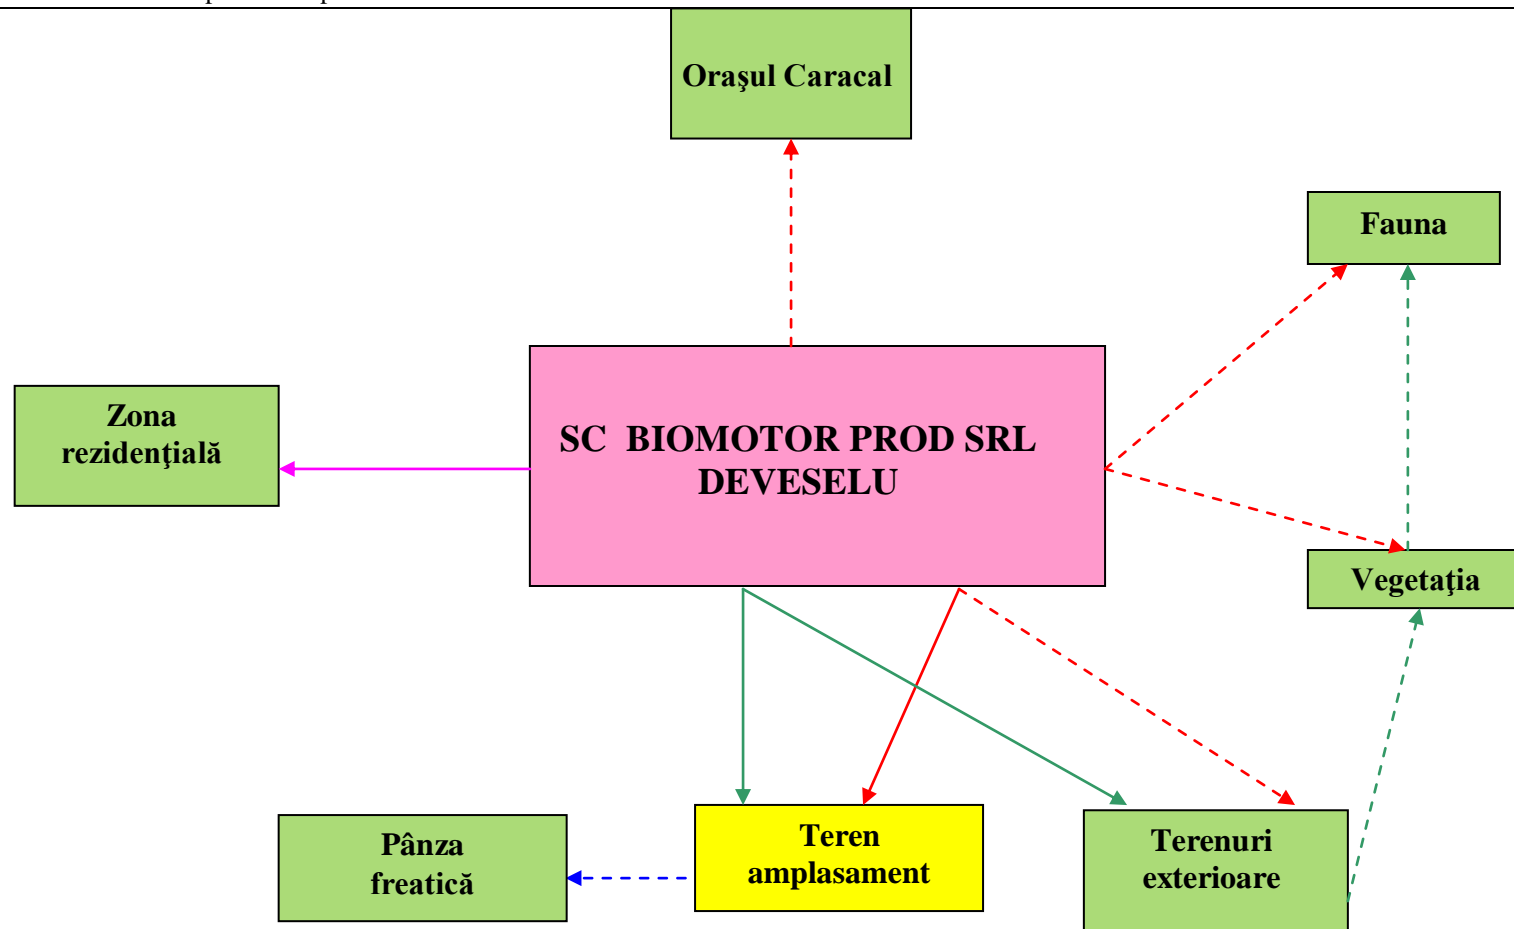 Oraşul Caracal
Fauna
Zona
rezidenţială
SC BIOMOTOR PROD SRL
DEVESELU
Vegetaţia
Pânza
freatică
Teren
amplasament
Terenuri
exterioare